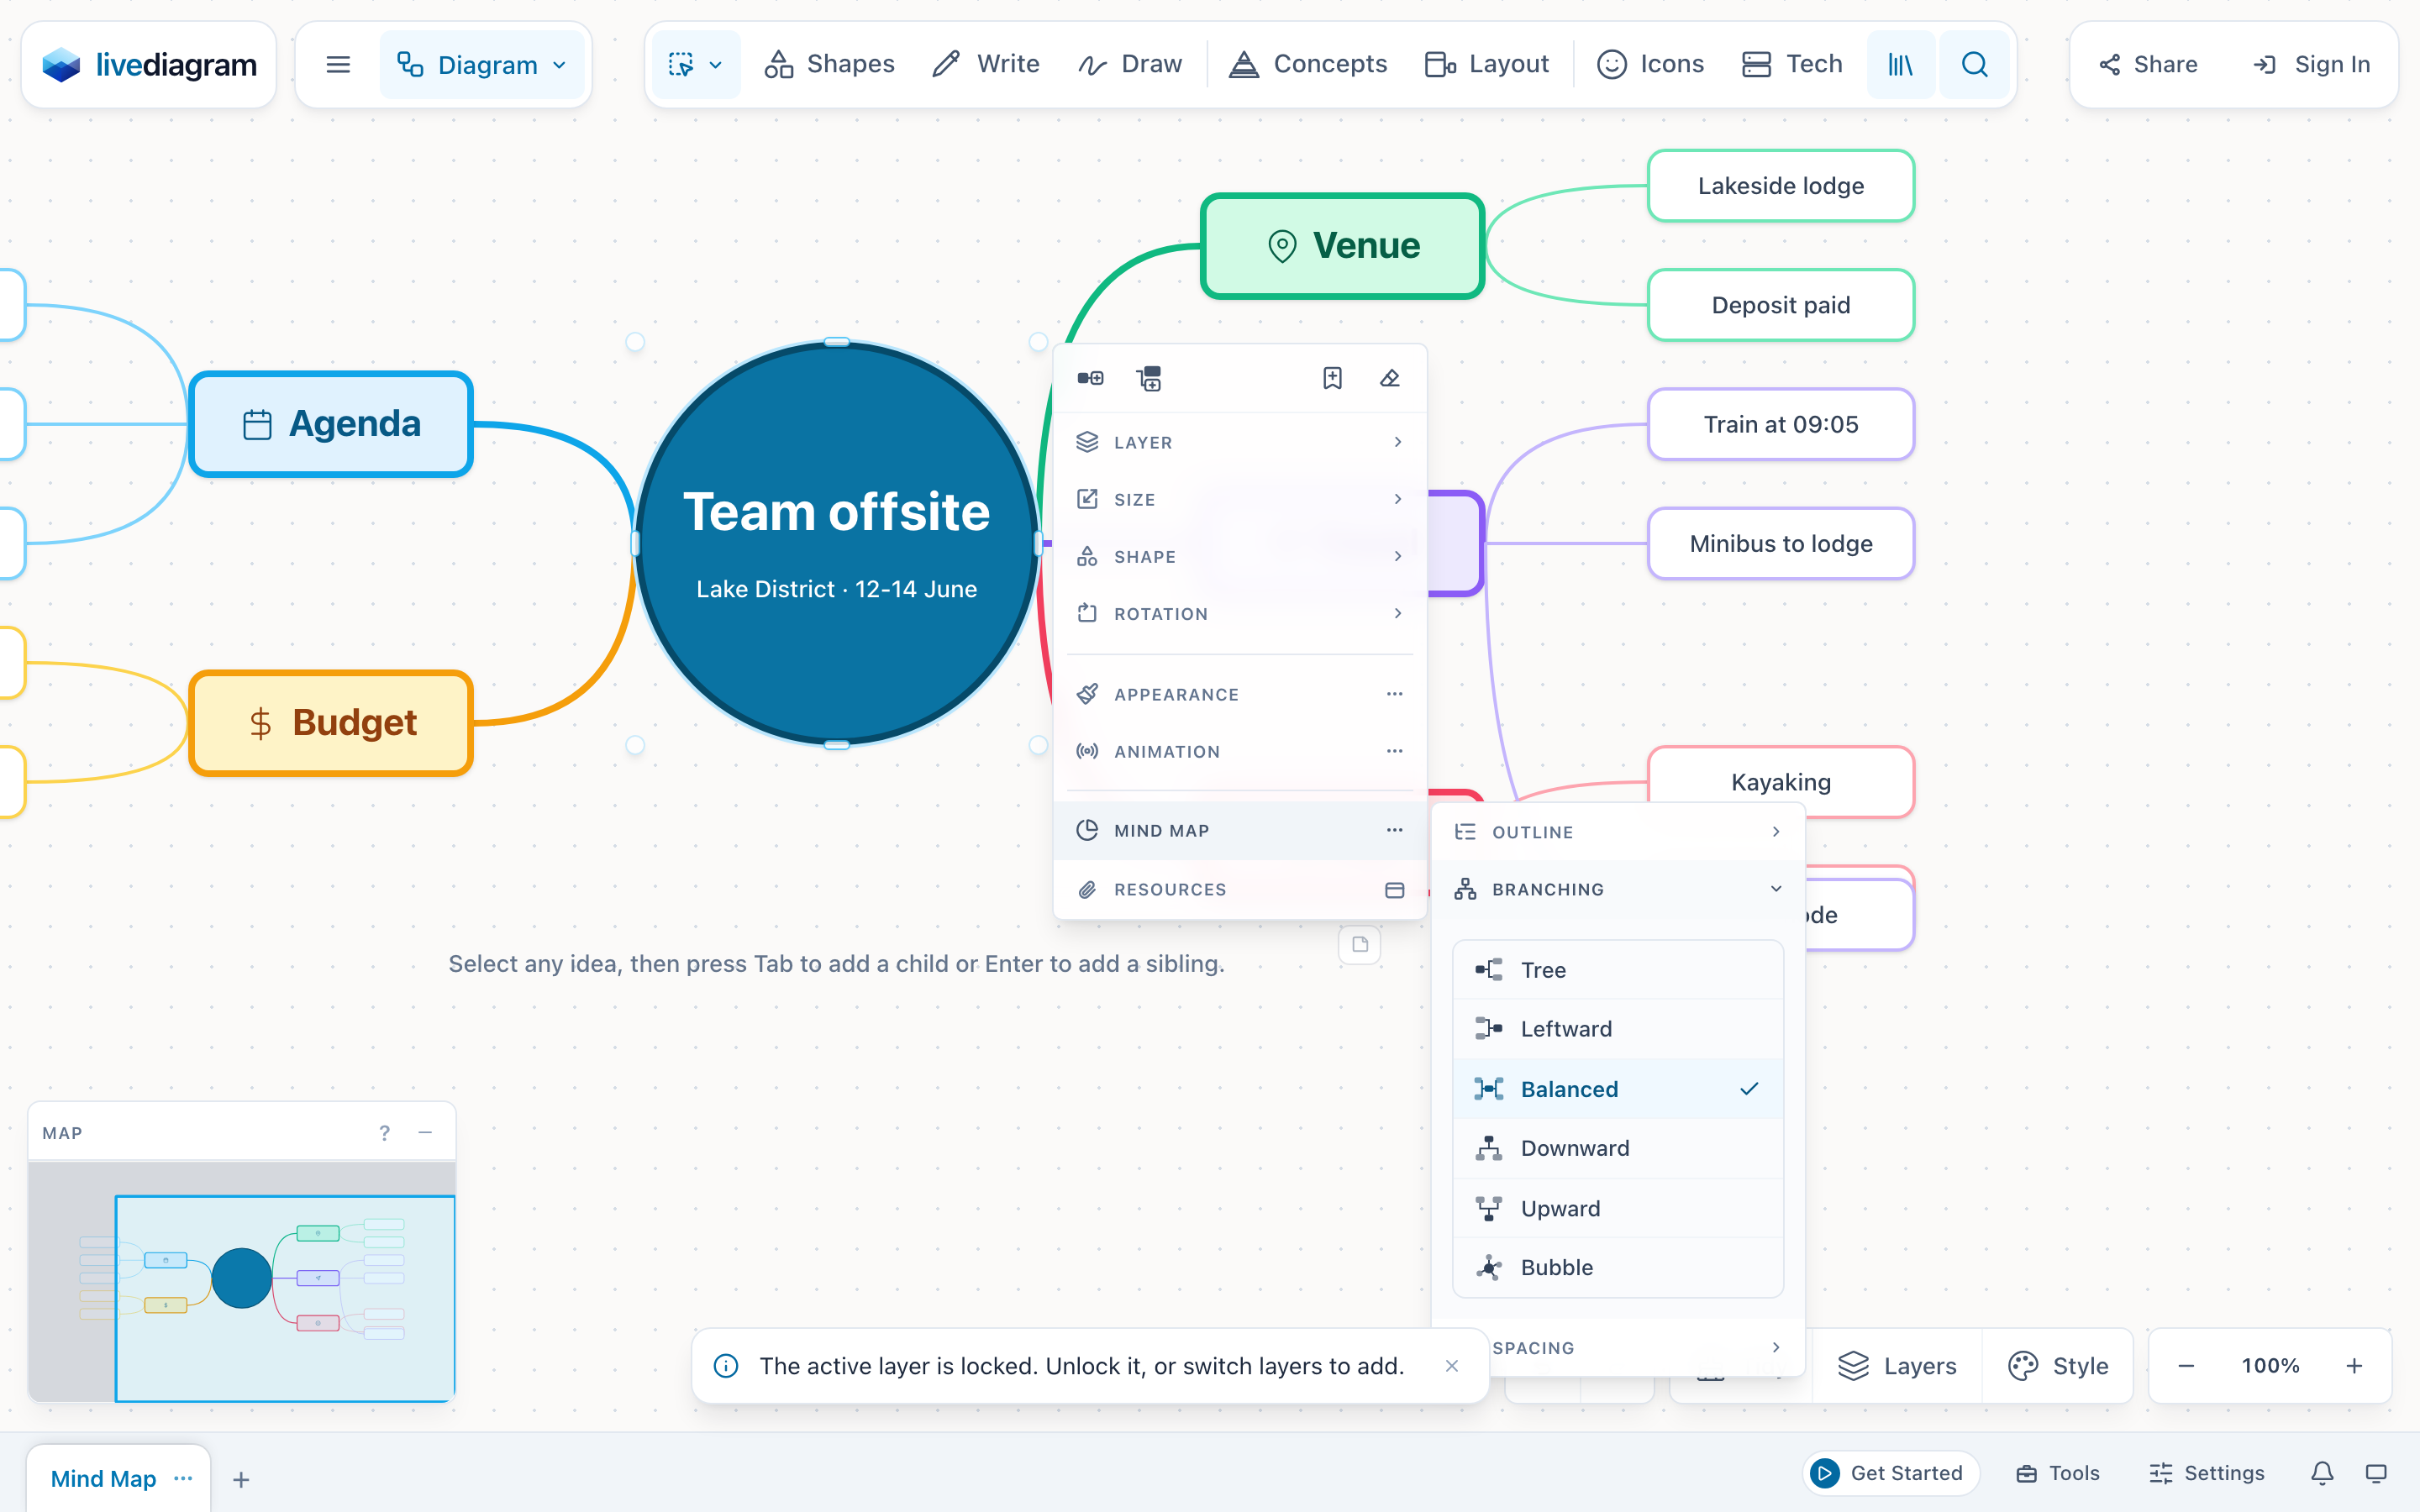 livediagram
Diagram
Shapes
Write
Draw
Concepts
Layout
Icons
Tech
Share
Sign In
Lakeside lodge
Venue
Deposit paid
Agenda
Train at 09:05
LAYER
SIZE
Team offsite
Minibus to lodge
SHAPE
Lake District · 12-14 June
ROTATION
APPEARANCE
Budget
ANIMATION
Kayaking
MIND MAP
OUTLINE
RESOURCES
BRANCHING
Select any idea, then press Tab to add a child or Enter to add a sibling.
Tree
Leftward
Balanced
Downward
Upward
Bubble
MAP ?
SPACING
The active layer is locked. Unlock it, or switch layers to add.
Layers
Style
100%
Mind Map
Get Started
Tools
Settings